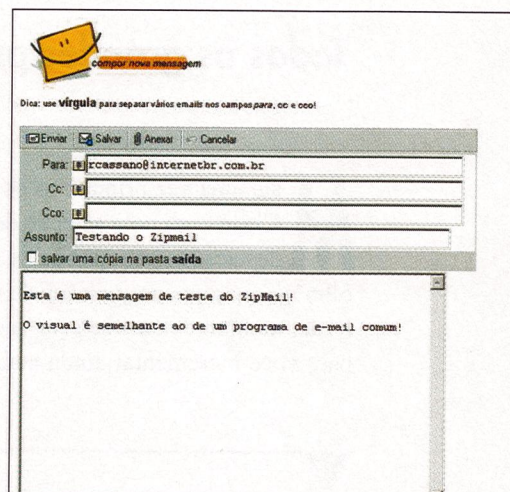 compor nova mensagem
Dica: use vírgula para separar vários emails nos campos para, cc e cco!
Enviar Salvar Anexar Cancelar
Para: rcassano@internetbr.com.br
Cc:
Cco:
Assunto: Testando o Zipmail
salvar uma cópia na pasta saída
Esta é uma mensagem de teste do ZipMail!
O visual é semelhante ao de um programa de e-mail comum!